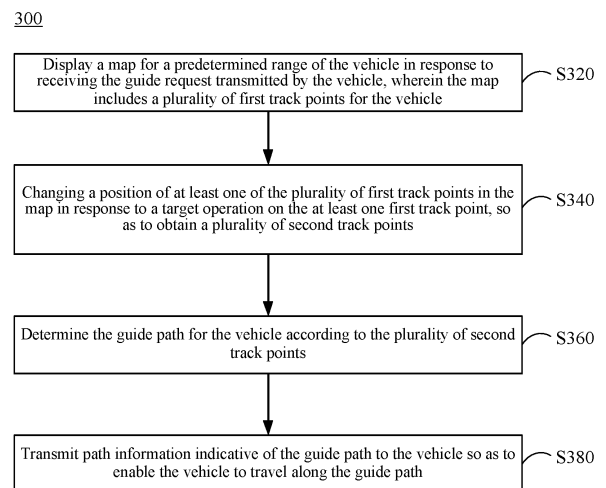 300
Display a map for a predetermined range of the vehicle in response to
receiving the guide request transmitted by the vehicle, wherein the map
includes a plurality of first track points for the vehicle
S320
Changing a position of at least one of the plurality of first track points in the
map in response to a target operation on the at least one first track point, so
as to obtain a plurality of second track points
S340
Determine the guide path for the vehicle according to the plurality of second
track points
S360
Transmit path information indicative of the guide path to the vehicle so as to
enable the vehicle to travel along the guide path
S380